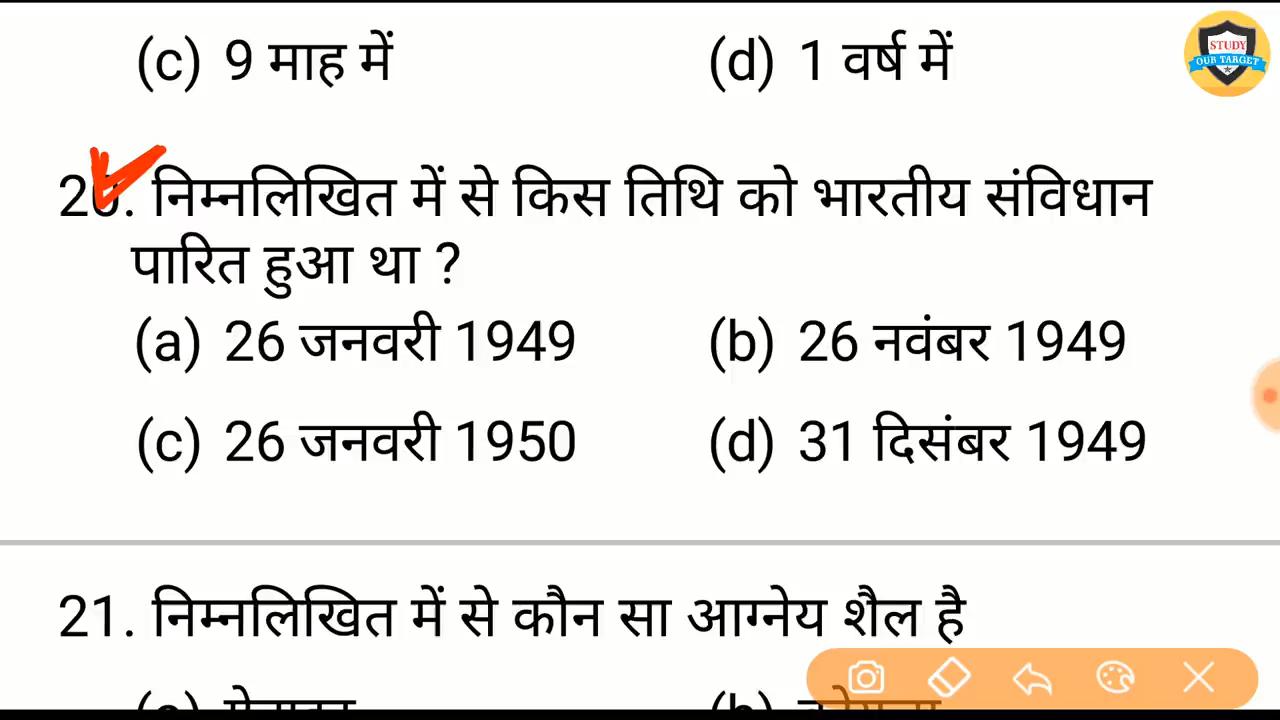 (c) 9 माह में (d) 1 वर्ष में
STUDY
OUR TARGET
20. निम्नलिखित में से किस तिथि को भारतीय संविधान
पारित हुआ था ?
(a) 26 जनवरी 1949 (b) 26 नवंबर 1949
(c) 26 जनवरी 1950 (d) 31 दिसंबर 1949
21. निम्नलिखित में से कौन सा आग्नेय शैल है